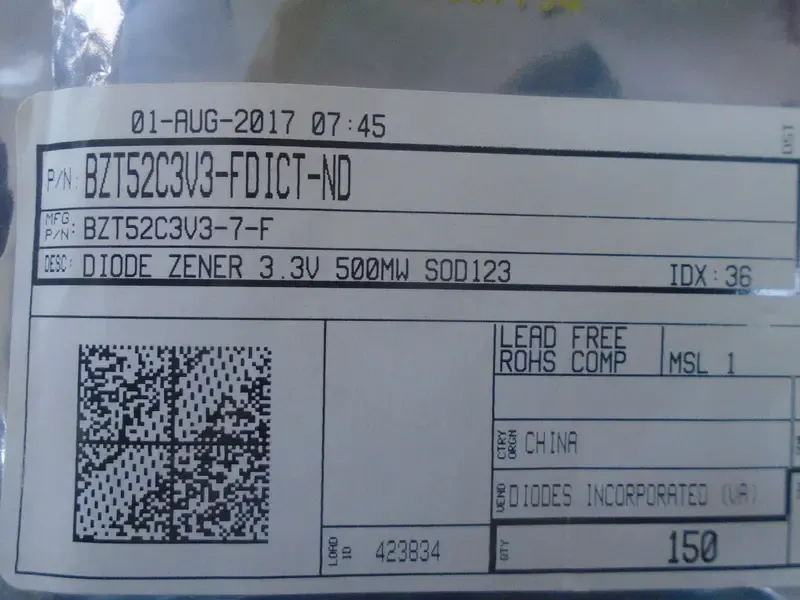 01-AUG-2017 07:45
P/N: BZT52C3V3-FDICT-ND
MFG P/N: BZT52C3V3-7-F
DESC: DIODE ZENER 3.3V 500MW SOD123 IDX: 36
LEAD FREE
ROHS COMP
MSL 1
CTRY ORGN CHINA
VEND DIODES INCORPORATED (VA)
LOAD ID 423834
QTY 150